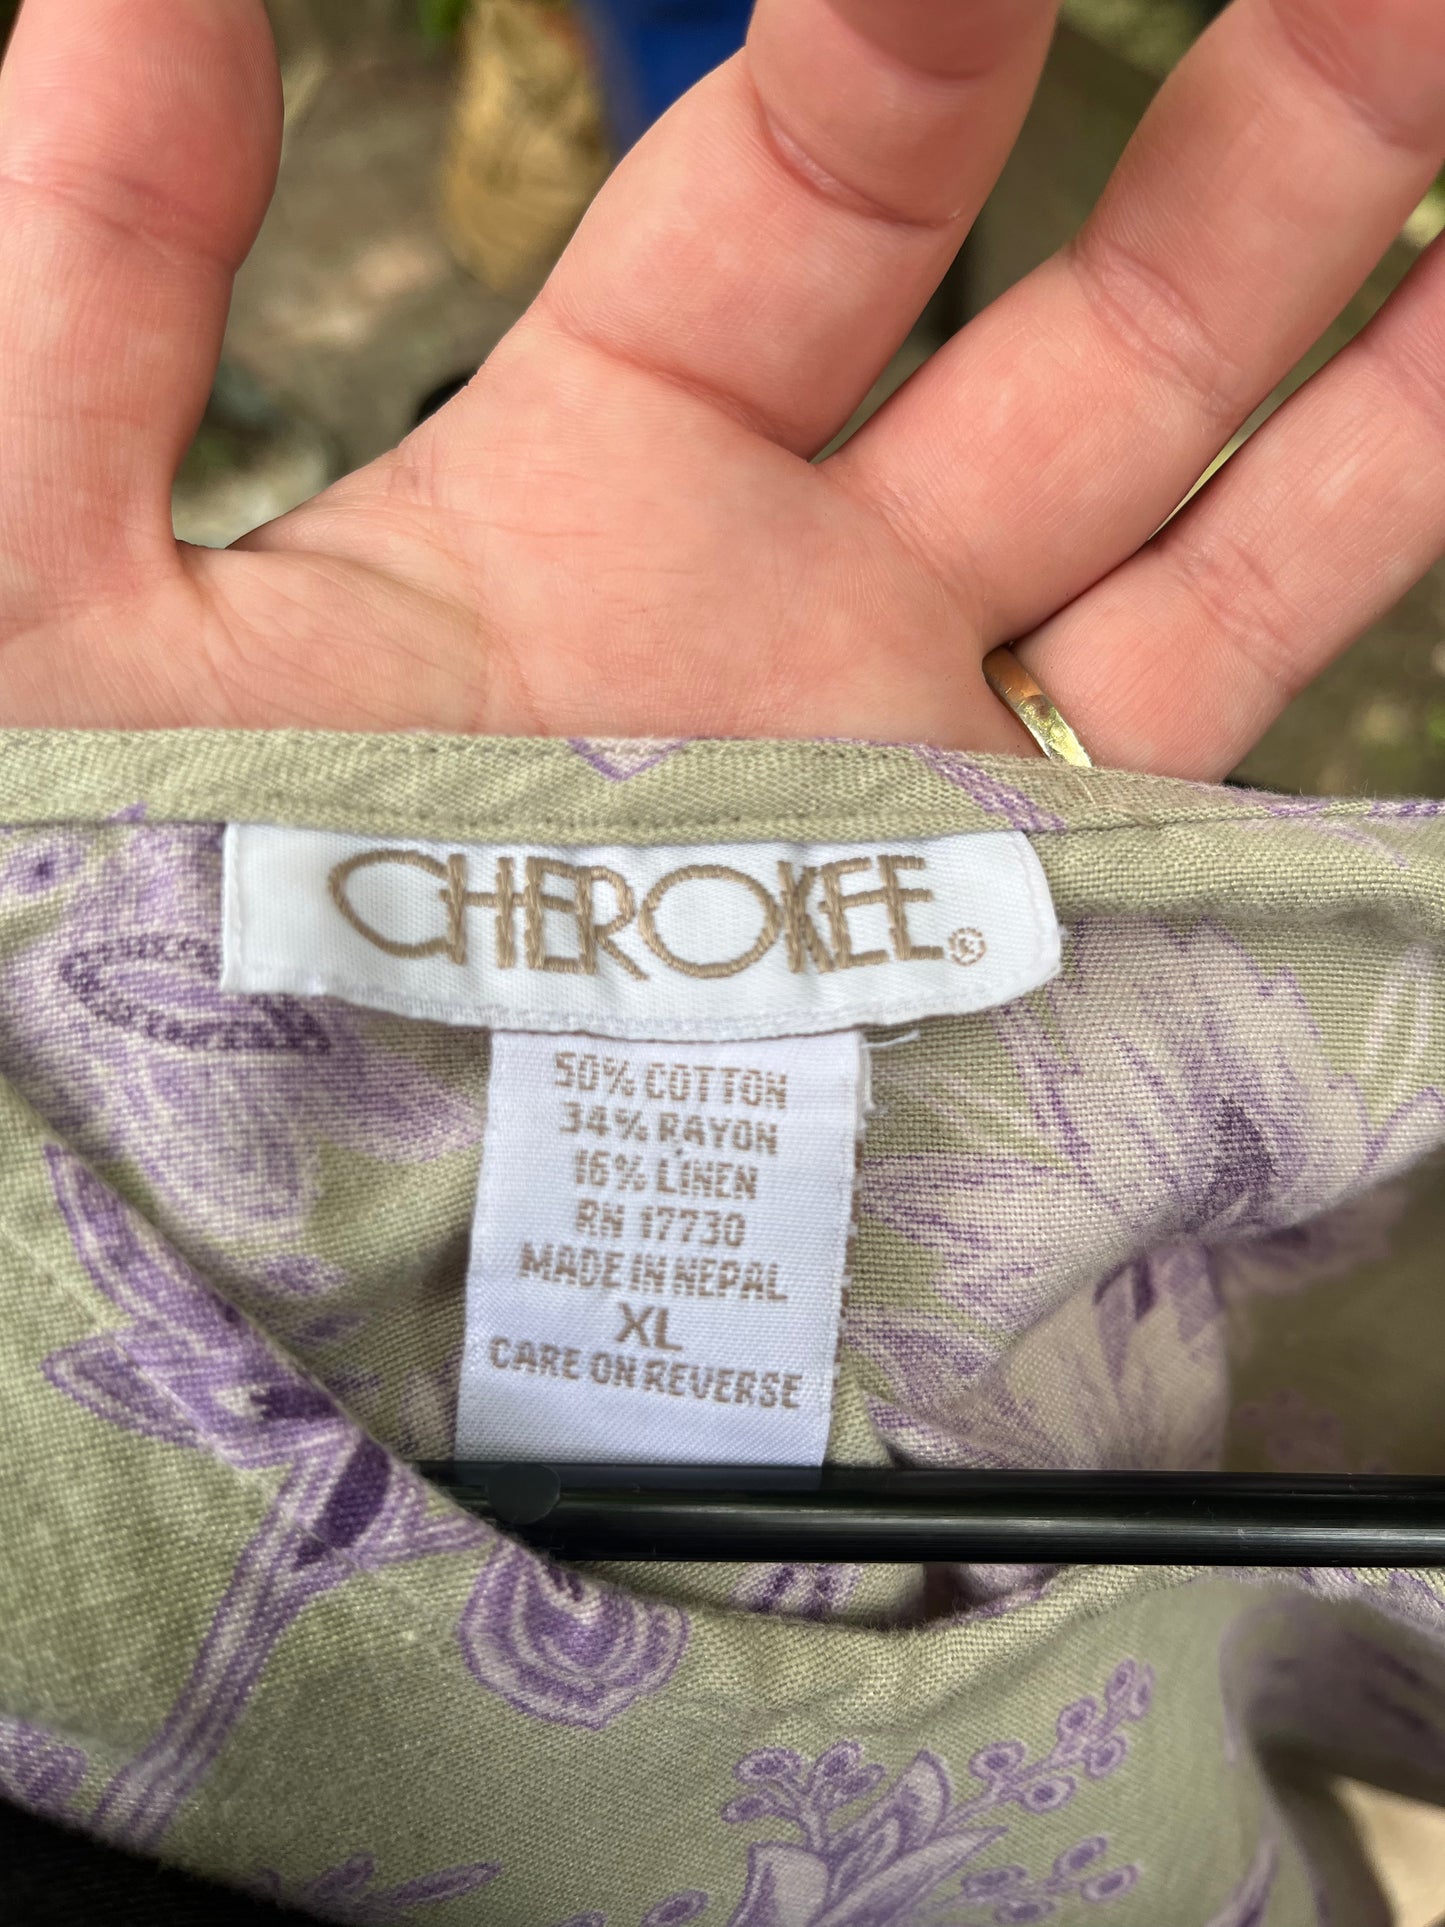 CHEROKEE®
50% COTTON
34% RAYON
16% LINEN
RN 17730
MADE IN NEPAL
XL
CARE ON REVERSE